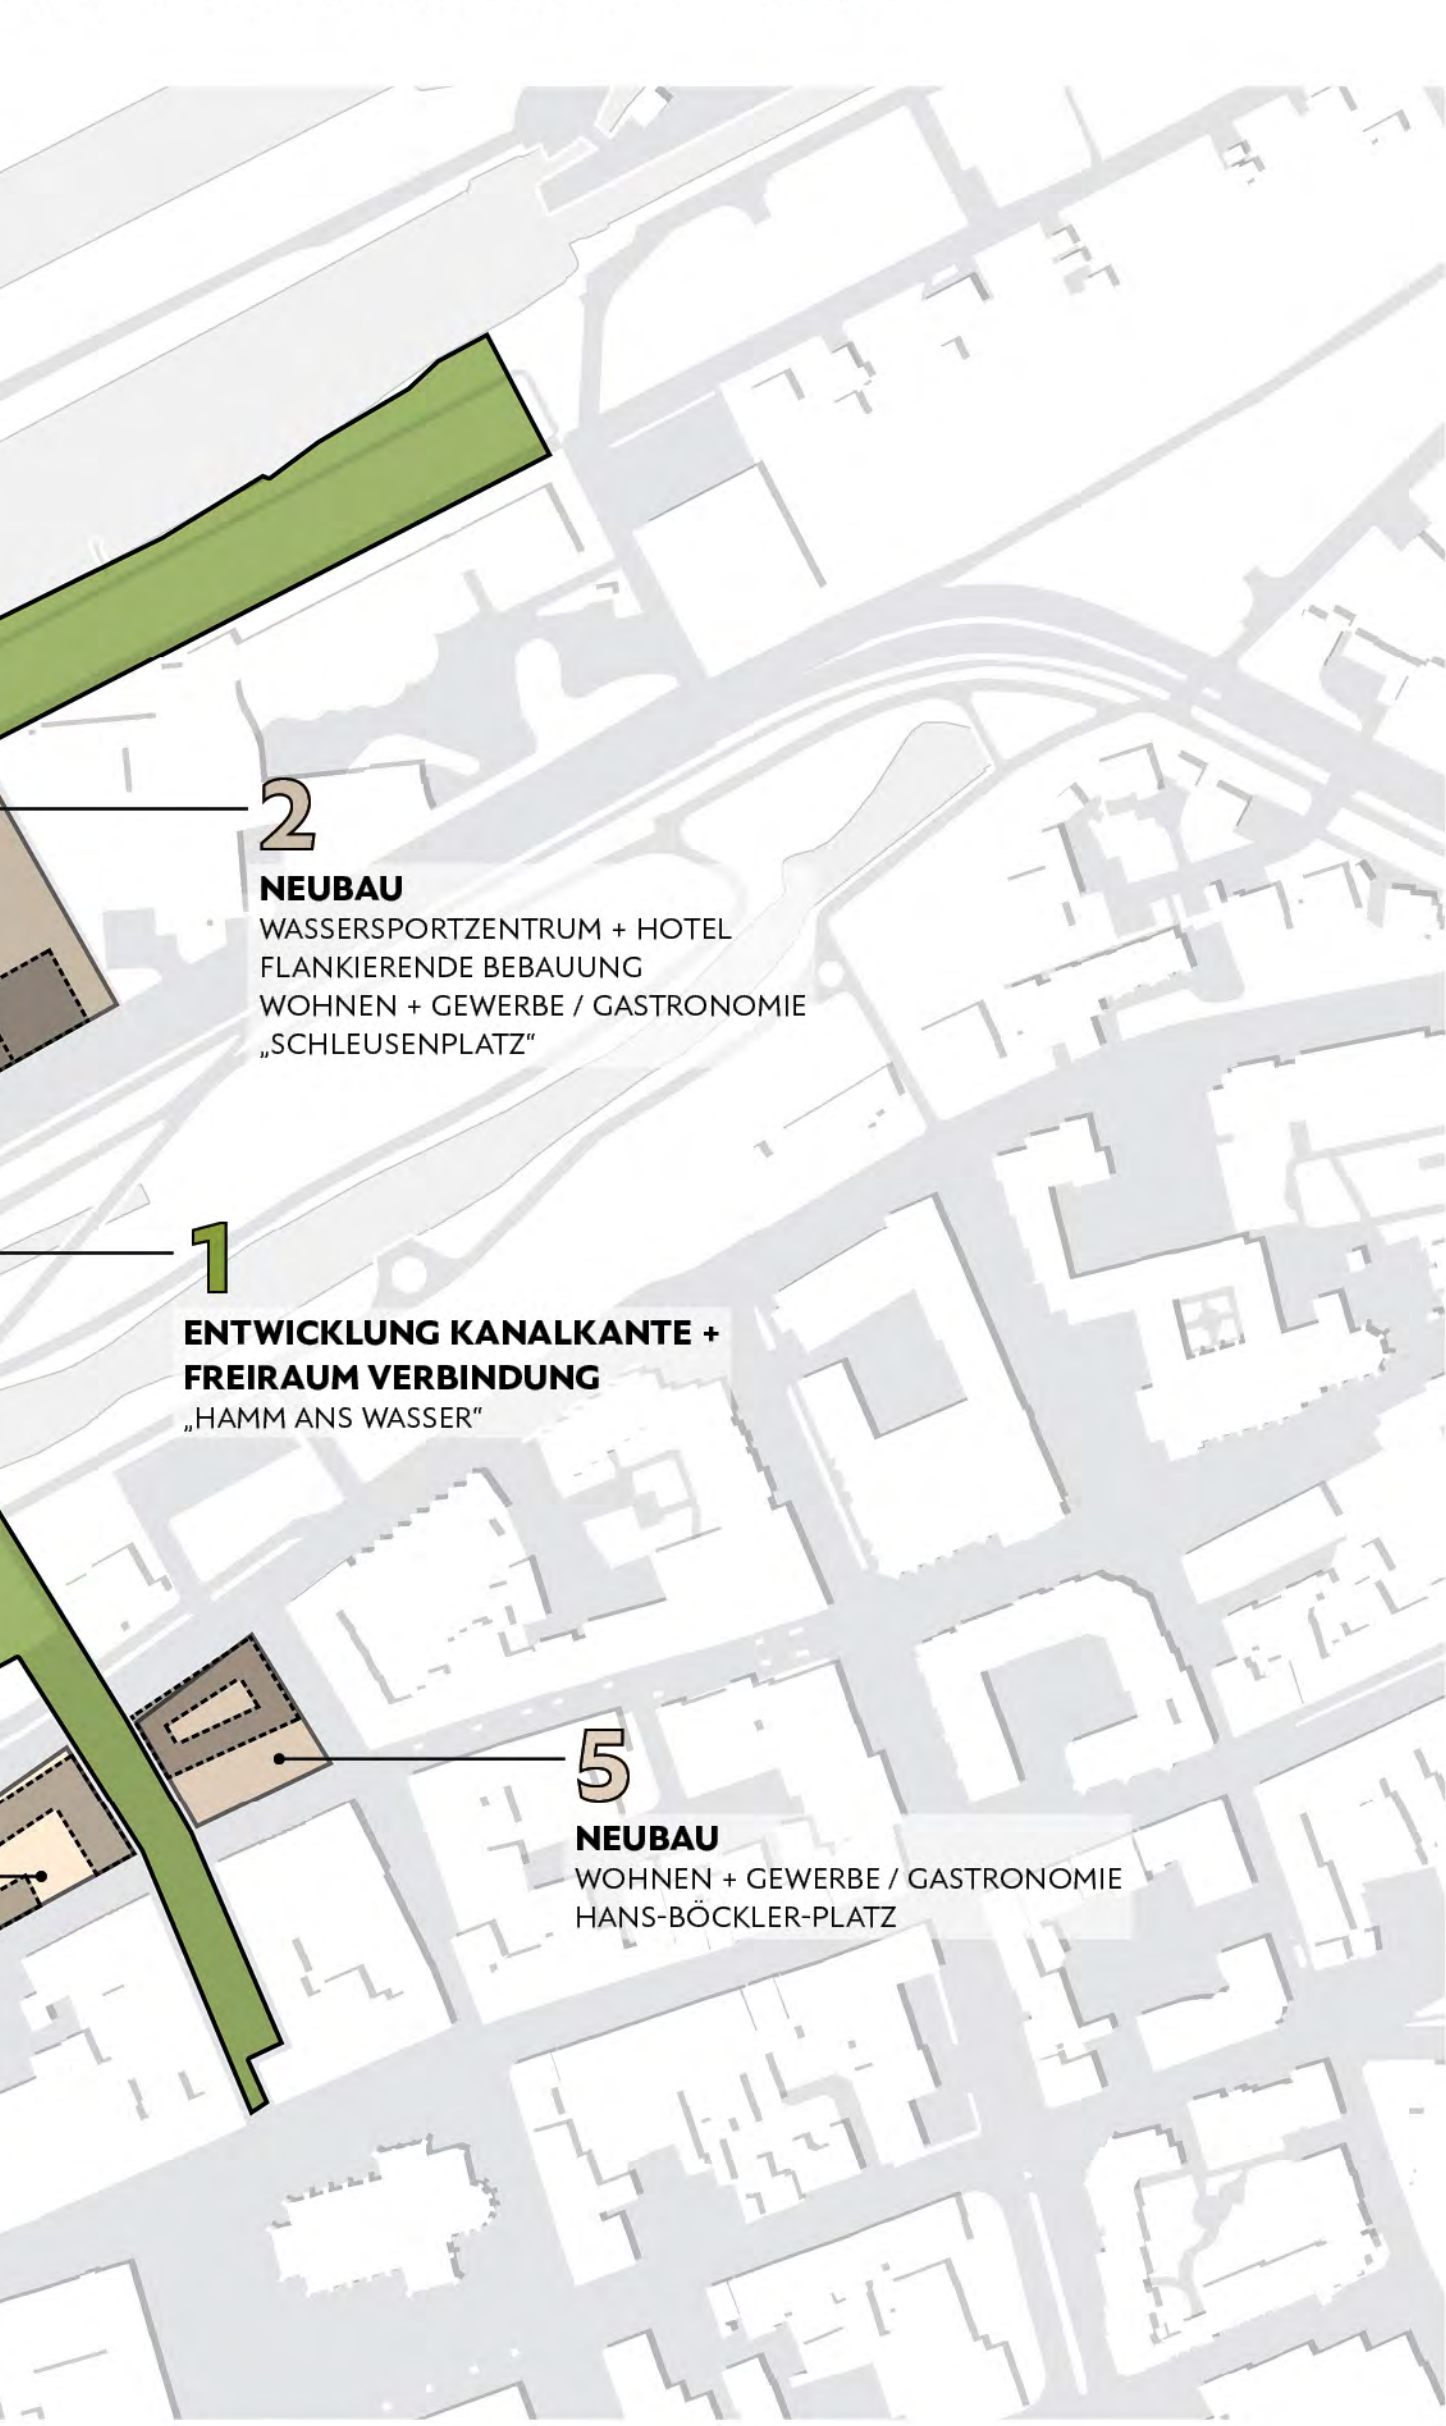 2
NEUBAU
WASSERSPORTZENTRUM + HOTEL
FLANKIERENDE BEBAUUNG
WOHNEN + GEWERBE / GASTRONOMIE
„SCHLEUSENPLATZ“
1
ENTWICKLUNG KANALKANTE +
FREIRAUM VERBINDUNG
„HAMM ANS WASSER“
5
NEUBAU
WOHNEN + GEWERBE / GASTRONOMIE
HANS-BÖCKLER-PLATZ